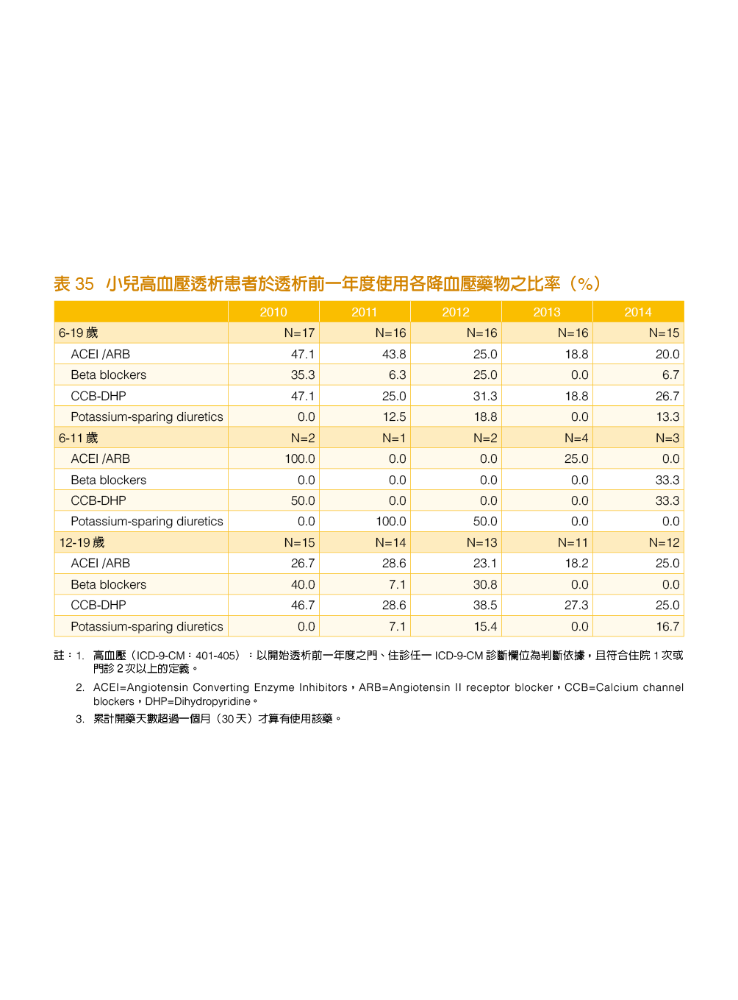 表 35 小兒高血壓透析患者於透析前一年度使用各降血壓藥物之比率（%）
2010 2011 2012 2013 2014
6-19 歲 N=17 N=16 N=16 N=16 N=15
ACEI /ARB 47.1 43.8 25.0 18.8 20.0
Beta blockers 35.3 6.3 25.0 0.0 6.7
CCB-DHP 47.1 25.0 31.3 18.8 26.7
Potassium-sparing diuretics 0.0 12.5 18.8 0.0 13.3
6-11 歲 N=2 N=1 N=2 N=4 N=3
ACEI /ARB 100.0 0.0 0.0 25.0 0.0
Beta blockers 0.0 0.0 0.0 0.0 33.3
CCB-DHP 50.0 0.0 0.0 0.0 33.3
Potassium-sparing diuretics 0.0 100.0 50.0 0.0 0.0
12-19 歲 N=15 N=14 N=13 N=11 N=12
ACEI /ARB 26.7 28.6 23.1 18.2 25.0
Beta blockers 40.0 7.1 30.8 0.0 0.0
CCB-DHP 46.7 28.6 38.5 27.3 25.0
Potassium-sparing diuretics 0.0 7.1 15.4 0.0 16.7
註：1. 高血壓（ICD-9-CM：401-405）：以開始透析前一年度之門、住診任一 ICD-9-CM 診斷欄位為判斷依據，且符合住院 1 次或
門診 2 次以上的定義。
2. ACEI=Angiotensin Converting Enzyme Inhibitors，ARB=Angiotensin II receptor blocker，CCB=Calcium channel
blockers，DHP=Dihydropyridine。
3. 累計開藥天數超過一個月（30 天）才算有使用該藥。